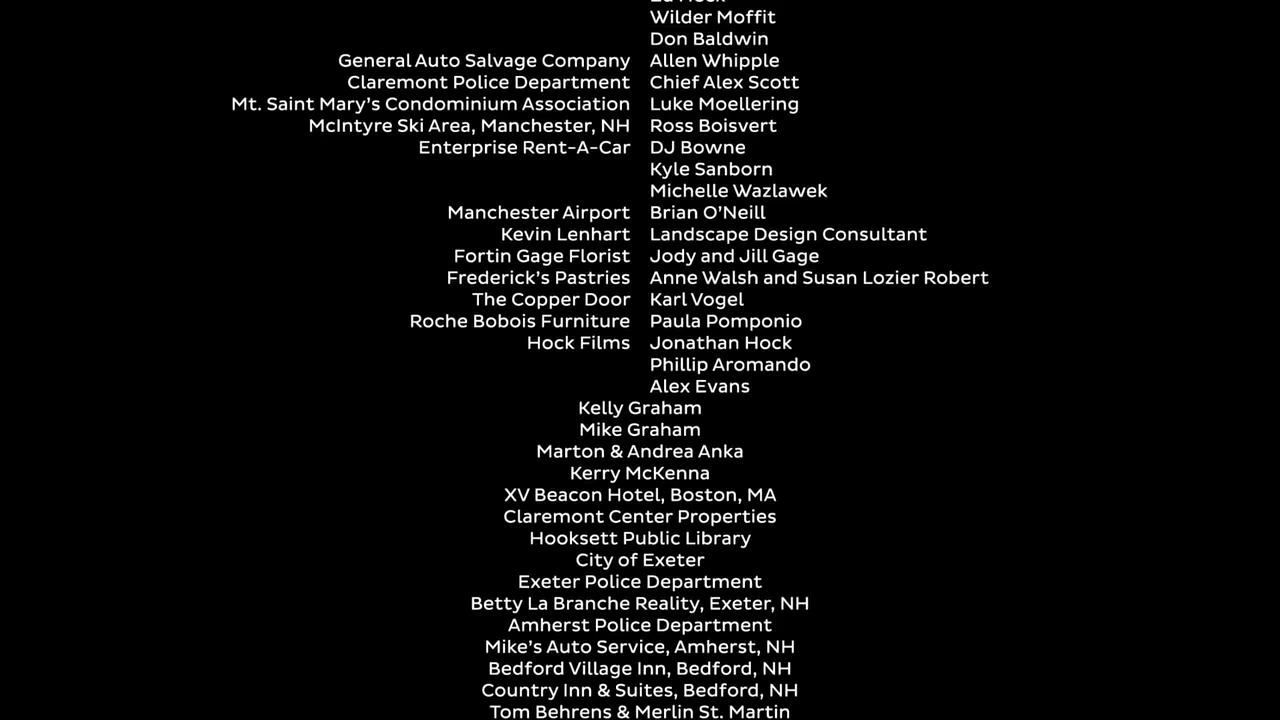 Wilder Moffit
Don Baldwin
General Auto Salvage Company Allen Whipple
Claremont Police Department Chief Alex Scott
Mt. Saint Mary's Condominium Association Luke Moellering
McIntyre Ski Area, Manchester, NH Ross Boisvert
Enterprise Rent-A-Car DJ Bowne
Kyle Sanborn
Michelle Wazlawek
Manchester Airport Brian O'Neill
Kevin Lenhart Landscape Design Consultant
Fortin Gage Florist Jody and Jill Gage
Frederick's Pastries Anne Walsh and Susan Lozier Robert
The Copper Door Karl Vogel
Roche Bobois Furniture Paula Pomponio
Hock Films Jonathan Hock
Phillip Aromando
Alex Evans
Kelly Graham
Mike Graham
Marton & Andrea Anka
Kerry McKenna
XV Beacon Hotel, Boston, MA
Claremont Center Properties
Hooksett Public Library
City of Exeter
Exeter Police Department
Betty La Branche Reality, Exeter, NH
Amherst Police Department
Mike's Auto Service, Amherst, NH
Bedford Village Inn, Bedford, NH
Country Inn & Suites, Bedford, NH
Tom Behrens & Merlin St. Martin